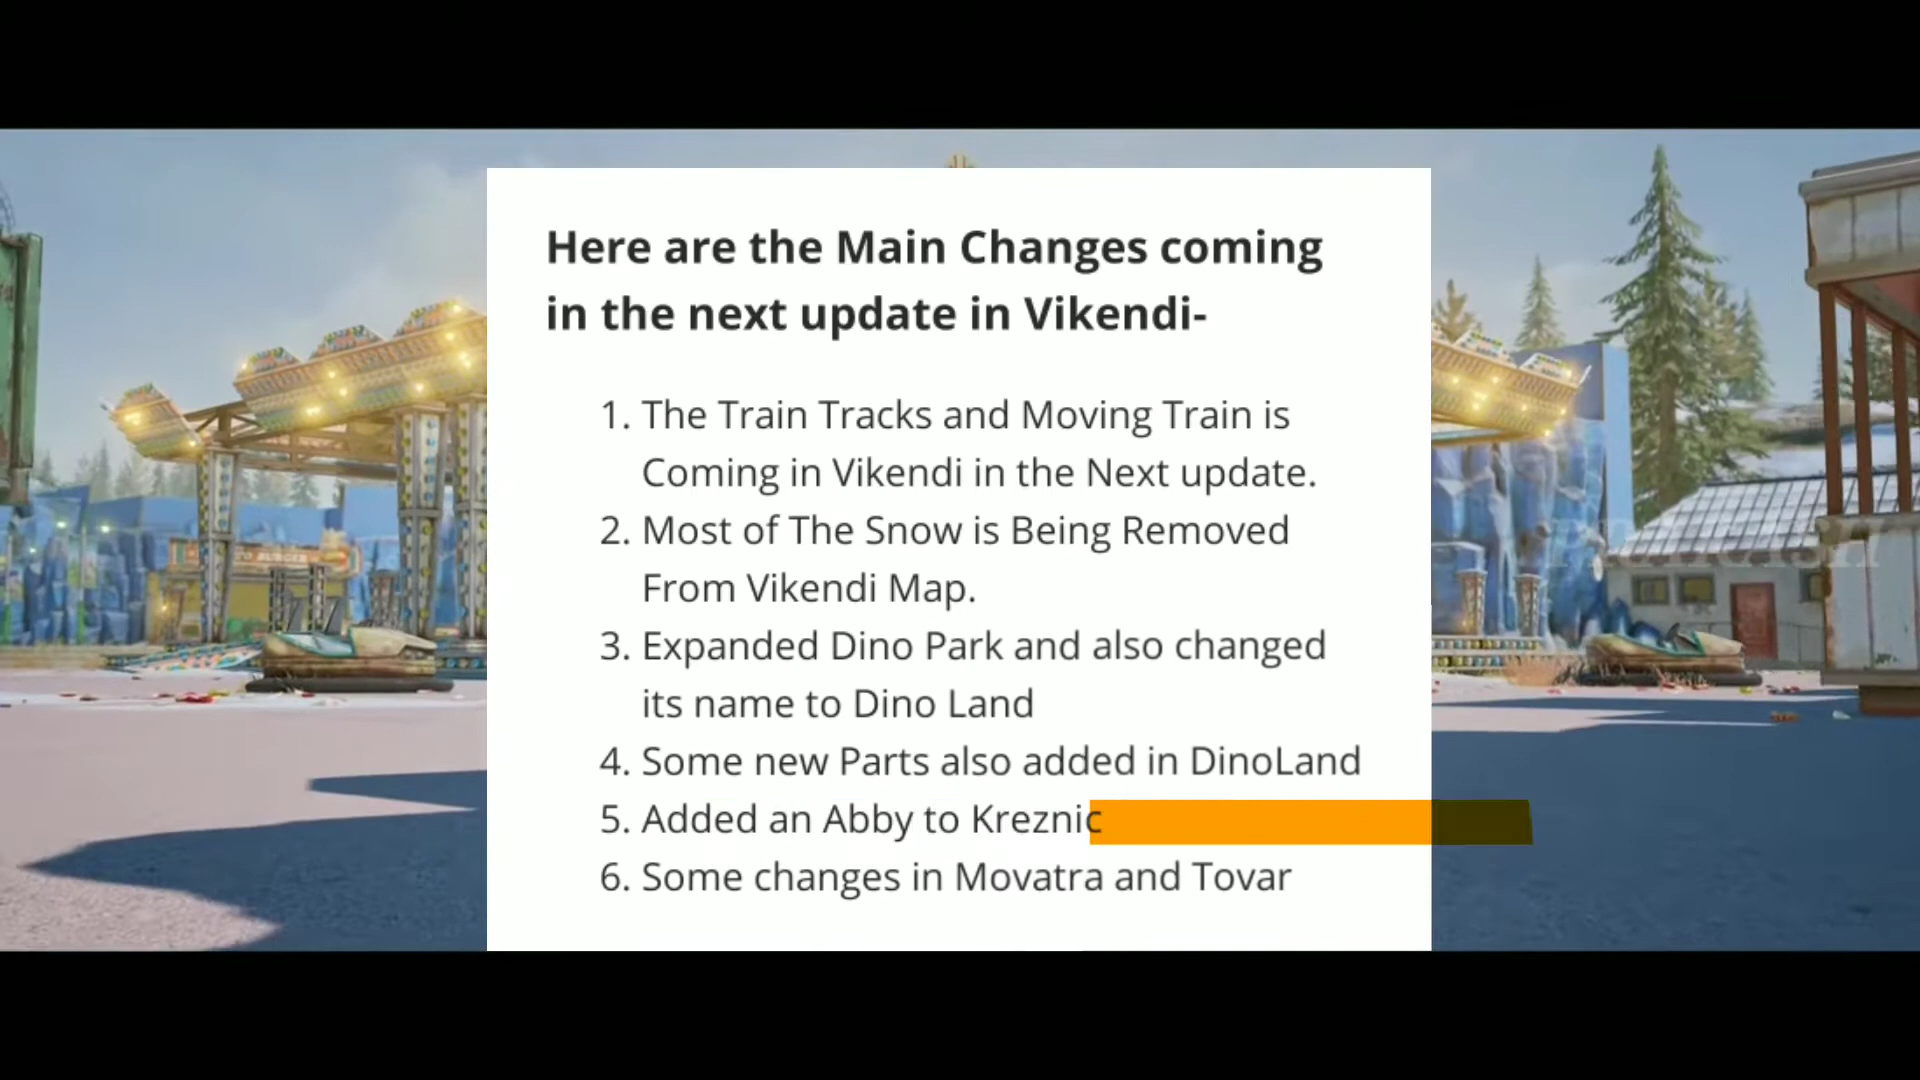 Here are the Main Changes coming
in the next update in Vikendi-
1. The Train Tracks and Moving Train is
Coming in Vikendi in the Next update.
2. Most of The Snow is Being Removed
From Vikendi Map.
3. Expanded Dino Park and also changed
its name to Dino Land
4. Some new Parts also added in DinoLand
5. Added an Abby to Kreznic
6. Some changes in Movatra and Tovar